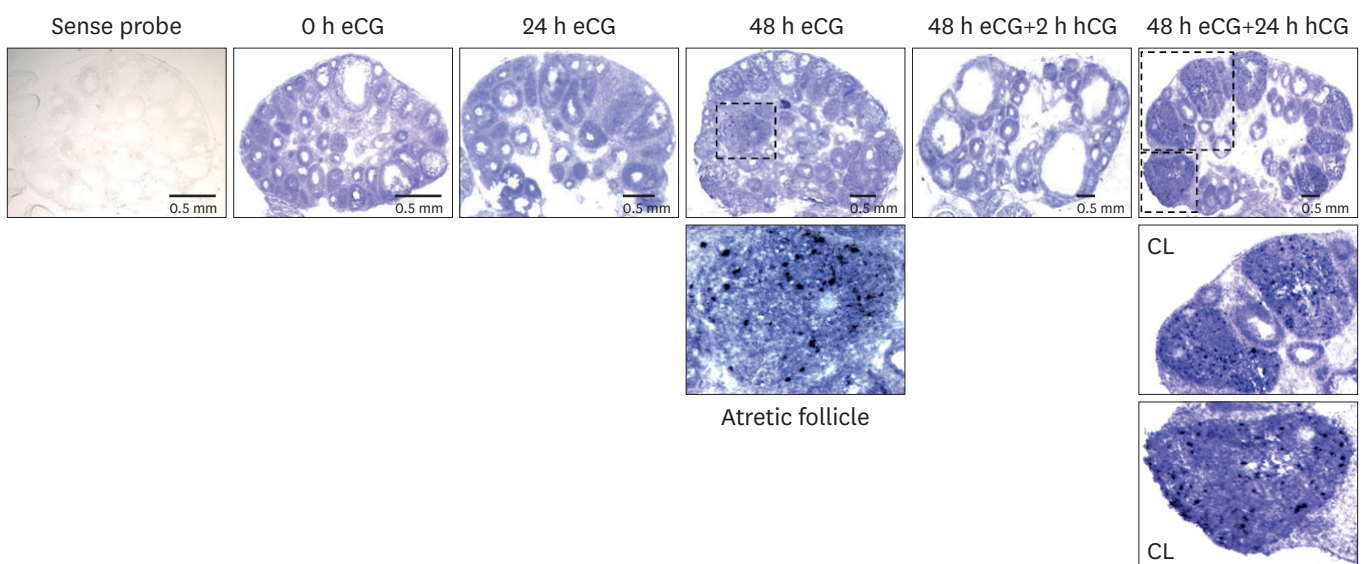 Sense probe
0 h eCG
24 h eCG
48 h eCG
48 h eCG+2 h hCG
48 h eCG+24 h hCG
0.5 mm
0.5 mm
0.5 mm
0.5 mm
0.5 mm
0.5 mm
CL
Atretic follicle
CL